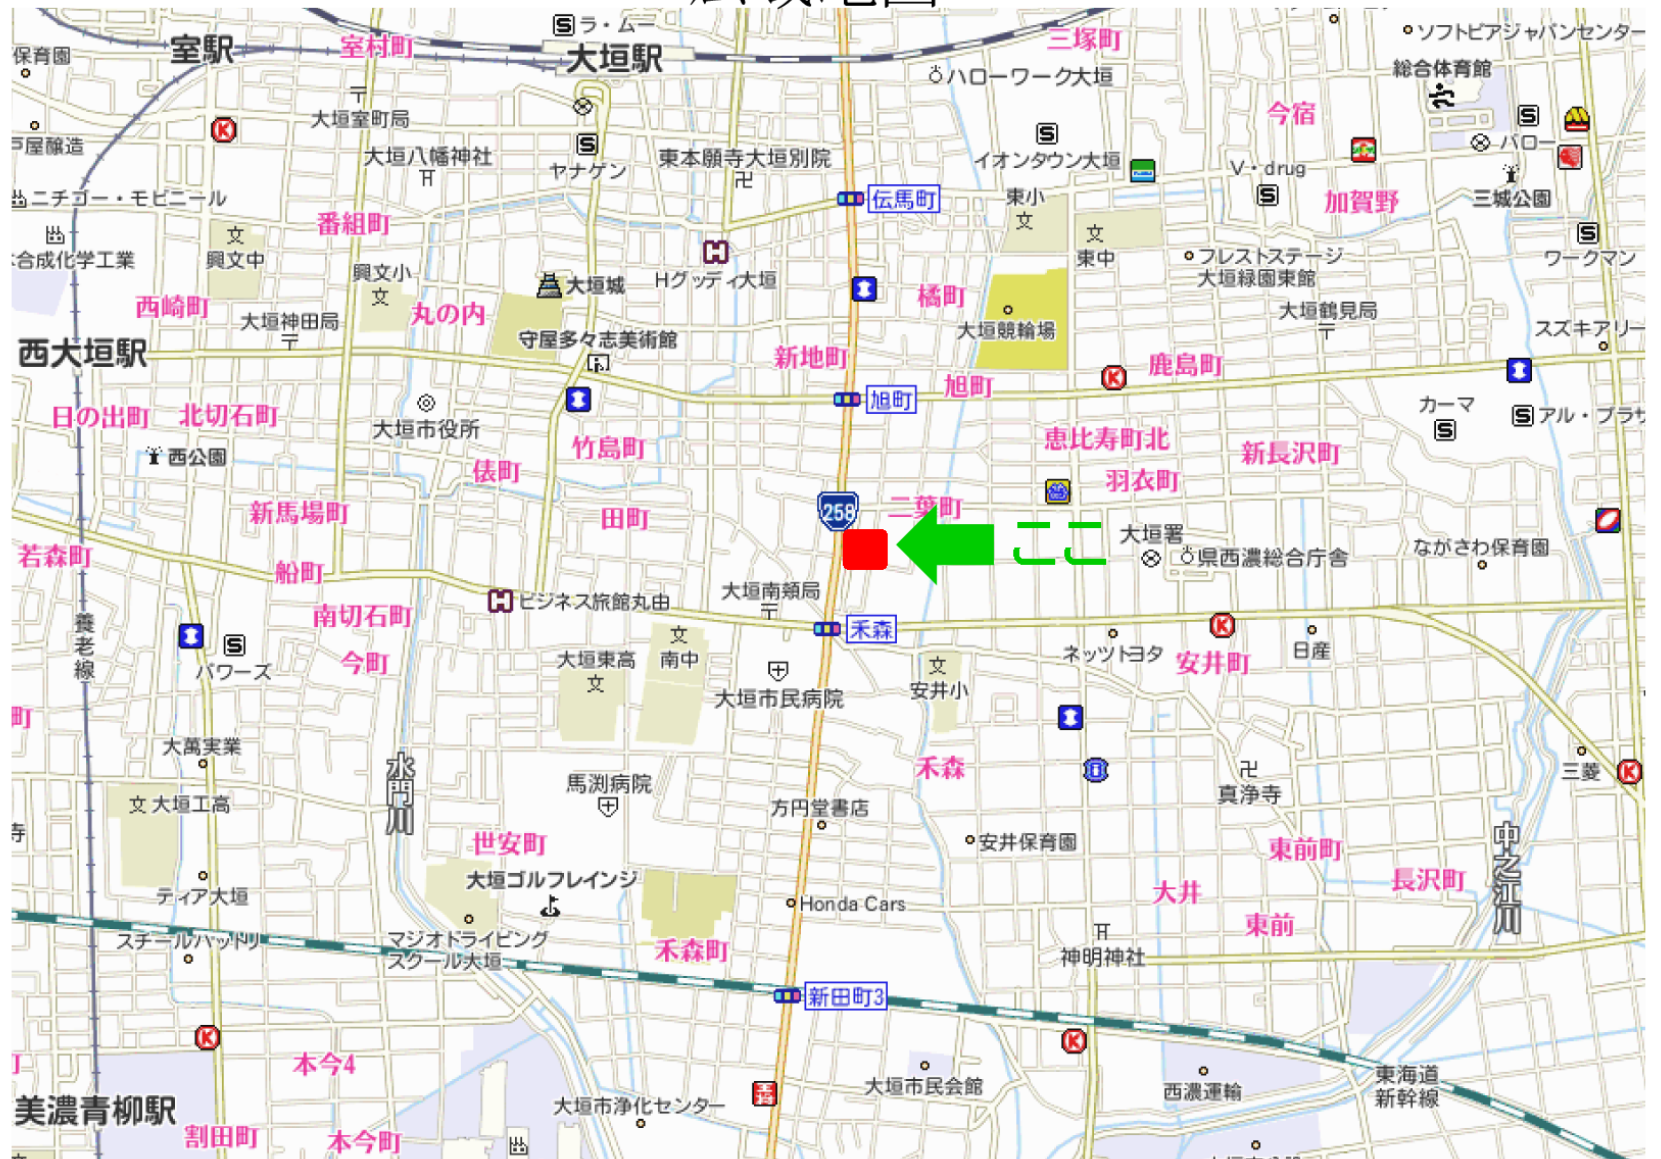 広域地図
ラ・ムー
室駅
室村町
大垣駅
三塚町
ソフトピアジャパンセンター
保育園
ハローワーク大垣
総合体育館
大垣室町局
今宿
戸屋醸造
大垣八幡神社
ヤナゲン
東本願寺大垣別院
イオンタウン大垣
V・drug
バロー
ニチゴー・モビニール
伝馬町
東小
加賀野
三城公園
番組町
合成化学工業
興文中
興文小
大垣城
Hグッディ大垣
東中
フレストステージ
大垣緑園東館
ワークマン
西崎町
大垣神田局
丸の内
橘町
大垣競輪場
大垣鶴見局
スズキアリー
西大垣駅
守屋多々志美術館
新地町
鹿島町
旭町
旭町
日の出町
北切石町
大垣市役所
カーマ
アル・プラザ
西公園
竹島町
恵比寿町北
新長沢町
俵町
羽衣町
新馬場町
田町
258
二葉町
大垣署
県西濃総合庁舎
ながさわ保育園
若森町
船町
ビジネス旅館丸由
大垣南頬局
南切石町
禾森
養老線
パワーズ
今町
大垣東高
南中
大垣市民病院
安井小
ネッツトヨタ
安井町
日産
町
大萬実業
水門川
馬渕病院
禾森
真浄寺
三菱
大垣工高
方円堂書店
寺
世安町
安井保育園
東前町
中之江川
大垣ゴルフレインジ
長沢町
ティア大垣
Honda Cars
大井
東前
スチールハットリ
マジオドライビング
スクール大垣
禾森町
神明神社
新田町3
本今4
大垣市民会館
西濃運輸
東海道
新幹線
美濃青柳駅
大垣市浄化センター
割田町
本今町